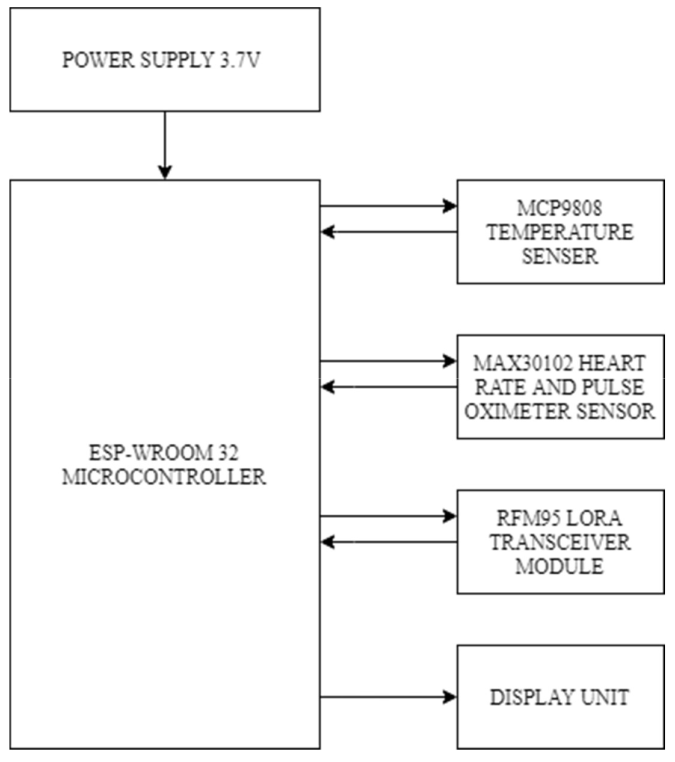 POWER SUPPLY 3.7V
MCP9808
TEMPERATURE
SENSER
MAX30102 HEART
RATE AND PULSE
OXIMETER SENSOR
ESP-WROOM 32
MICROCONTROLLER
RFM95 LORA
TRANSCEIVER
MODULE
DISPLAY UNIT